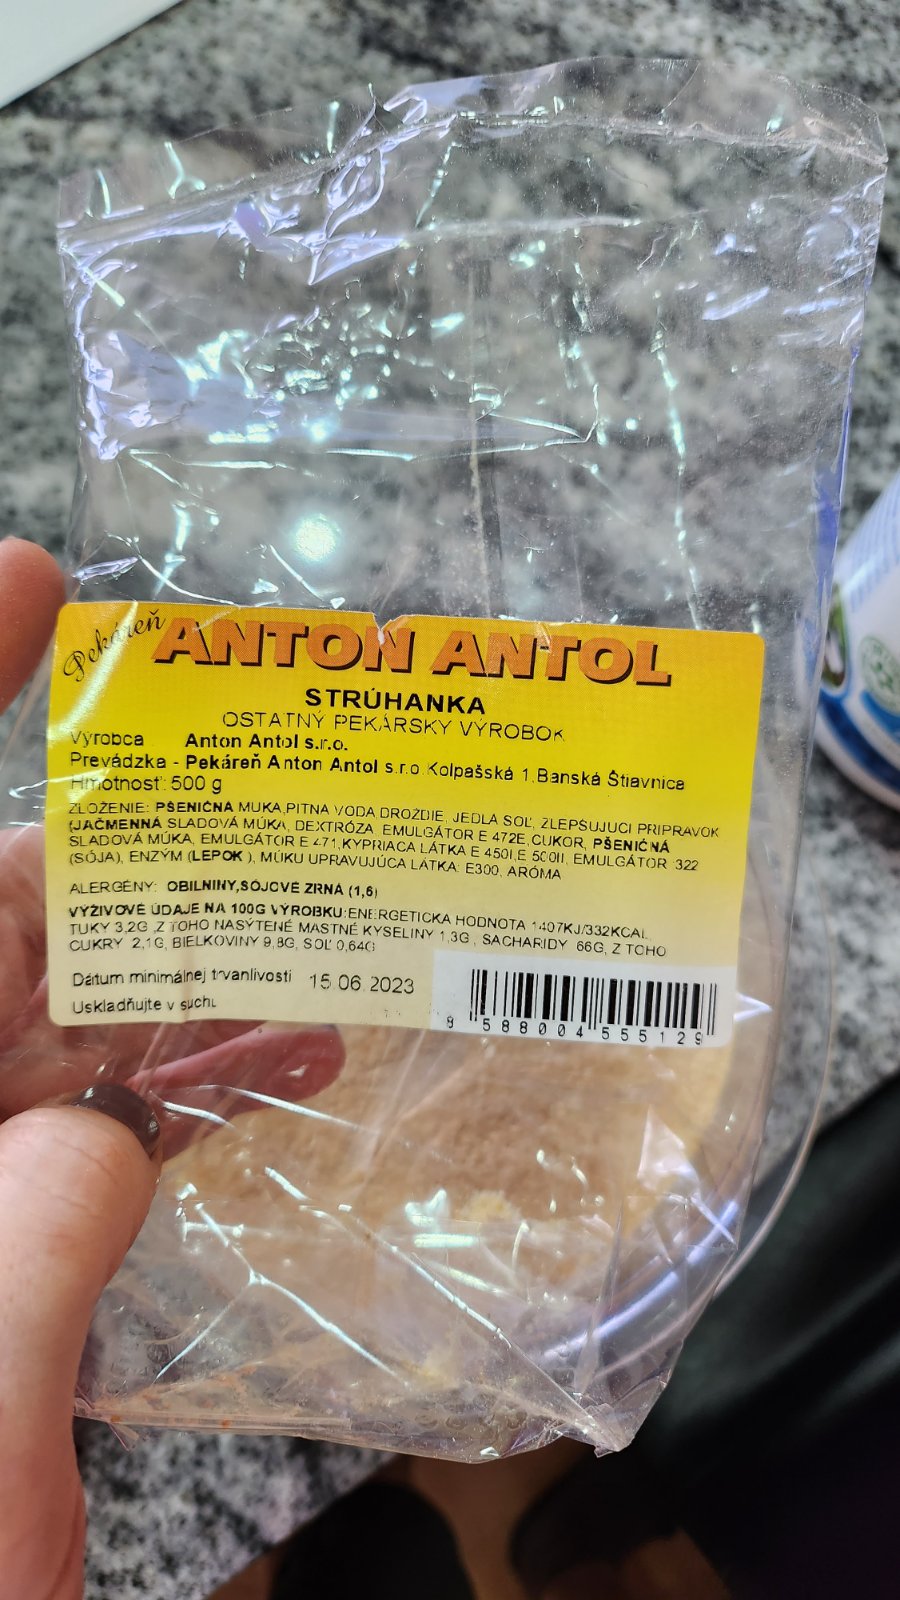 Pekáreň
ANTON ANTOL
STRÚHANKA
OSTATNÝ PEKÁRSKY VÝROBOK
Výrobca Anton Antol s.r.o.
Prevádzka - Pekáreň Anton Antol s.r.o. Kolpašská 1, Banská Štiavnica
Hmotnosť: 500 g
ZLOŽENIE: PŠENIČNÁ MÚKA,PITNÁ VODA DROŽDIE, JEDLÁ SOĽ, ZLEPŠUJÚCI PRÍPRAVOK
(JAČMENNÁ SLADOVÁ MÚKA, DEXTRÓZA, EMULGÁTOR E 472E,CUKOR, PŠENIČNÁ
SLADOVÁ MÚKA, EMULGÁTOR E 471,KYPRIACA LÁTKA E 450I,E 500II, EMULGÁTOR 322
(SÓJA), ENZÝM (LEPOK ), MÚKU UPRAVUJÚCA LÁTKA: E300, ARÓMA
ALERGÉNY: OBILNINY,SÓJOVÉ ZRNÁ (1,6)
VÝŽIVOVÉ ÚDAJE NA 100G VÝROBKU:ENERGETICKÁ HODNOTA 1407KJ/332KCAL,
TUKY 3,2G ,Z TOHO NASÝTENÉ MASTNÉ KYSELINY 1,3G , SACHARIDY 66G, Z TOHO
CUKRY 2,1G, BIELKOVINY 9,8G, SOĽ 0,64G
Dátum minimálnej trvanlivosti 15.06.2023
Uskladňujte v suchu
8 588004 555129